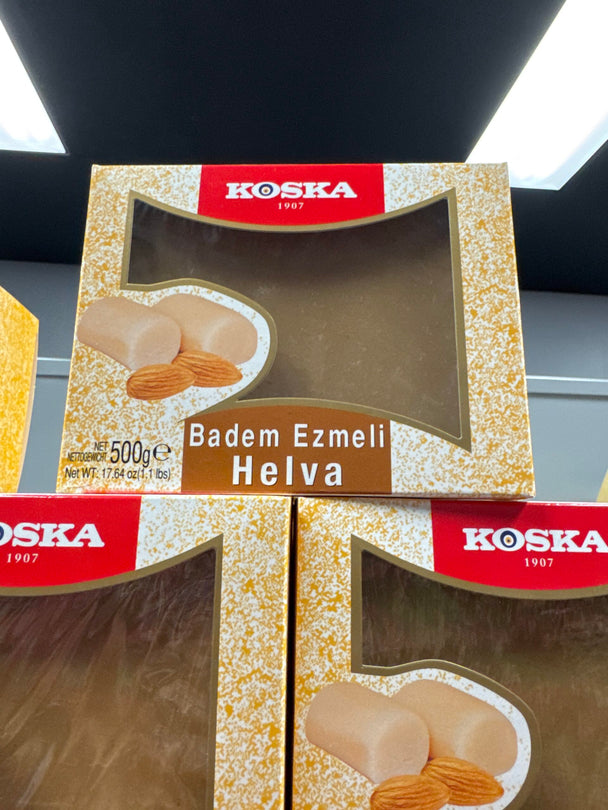 KOSKA
1907
NET
NETTOGEWICHT 500g℮
Net WT: 17.64 oz(1.1 lbs)
Badem Ezmeli
Helva
KOSKA
1907
KOSKA
1907